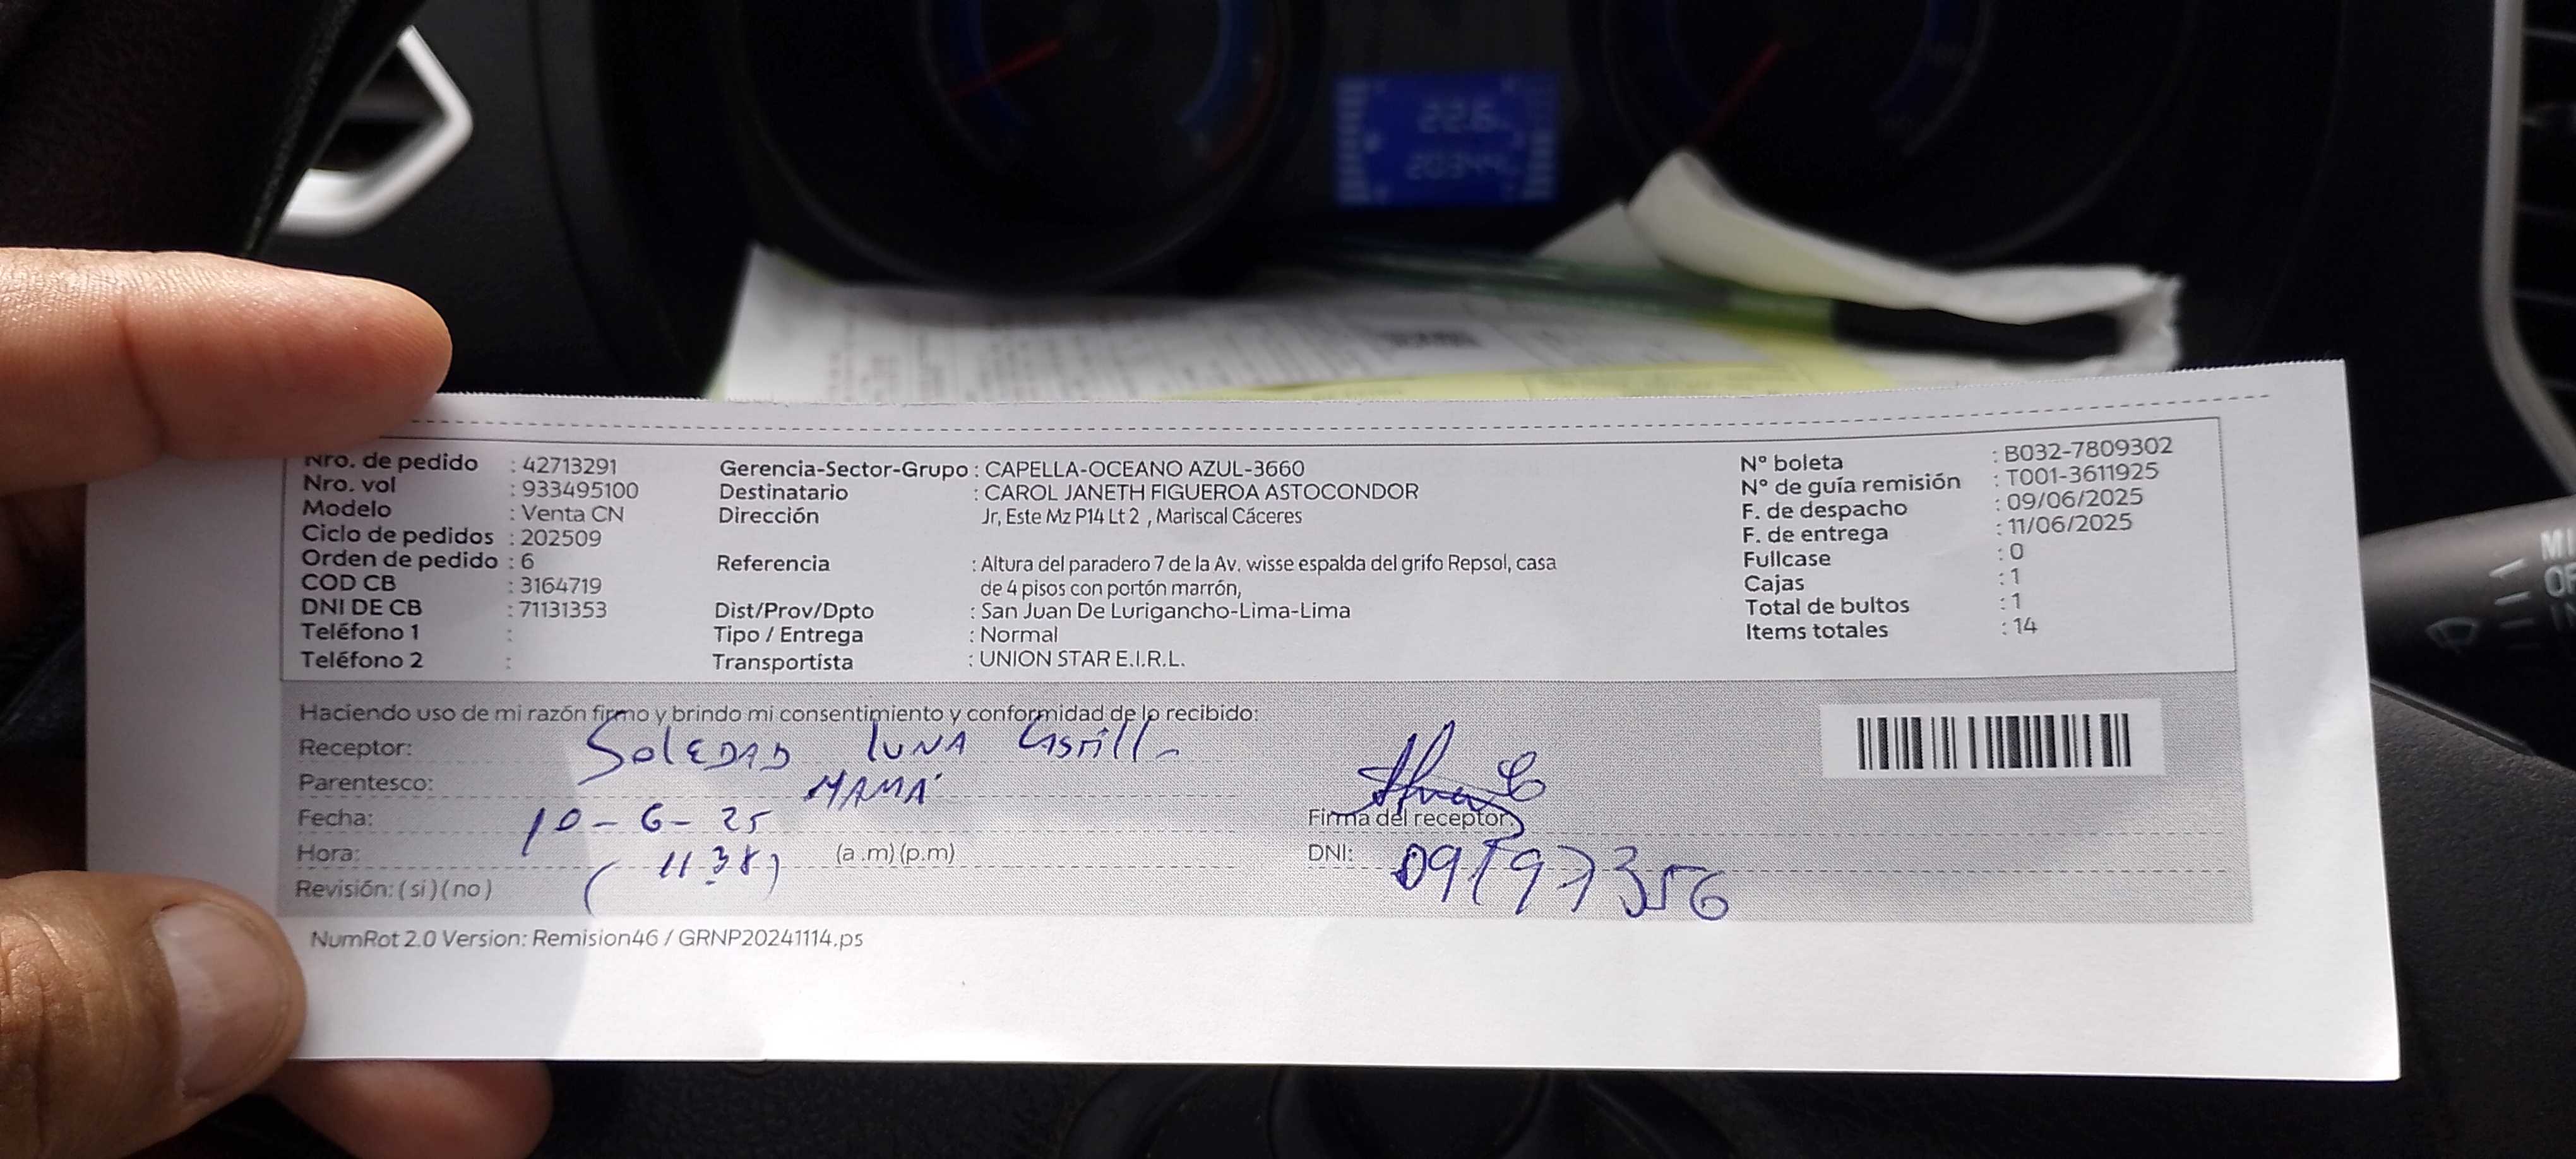 Nro. de pedido : 42713291
Nro. vol : 933495100
Modelo : Venta CN
Ciclo de pedidos : 202509
Orden de pedido : 6
COD CB : 3164719
DNI DE CB : 71131353
Teléfono 1 :
Teléfono 2 :
Gerencia-Sector-Grupo : CAPELLA-OCEANO AZUL-3660
Destinatario : CAROL JANETH FIGUEROA ASTOCONDOR
Dirección Jr, Este Mz P14 Lt 2 , Mariscal Cáceres
Referencia : Altura del paradero 7 de la Av. wisse espalda del grifo Repsol, casa
de 4 pisos con portón marrón,
Dist/Prov/Dpto : San Juan De Lurigancho-Lima-Lima
Tipo / Entrega : Normal
Transportista : UNION STAR E.I.R.L.
N° boleta : B032-7809302
N° de guía remisión : T001-3611925
F. de despacho : 09/06/2025
F. de entrega : 11/06/2025
Fullcase : 0
Cajas : 1
Total de bultos : 1
Items totales : 14
Haciendo uso de mi razón firmo y brindo mi consentimiento y conformidad de lo recibido:
Receptor: SOLEDAD LUNA Castillo
Parentesco: MAMÁ
Fecha: 10-6-25
Hora: (11:38) (a .m) (p.m)
Revisión: ( si ) ( no )
Firma del receptor:
DNI: 09197356
NumRot 2.0 Version: Remision46 / GRNP20241114.ps